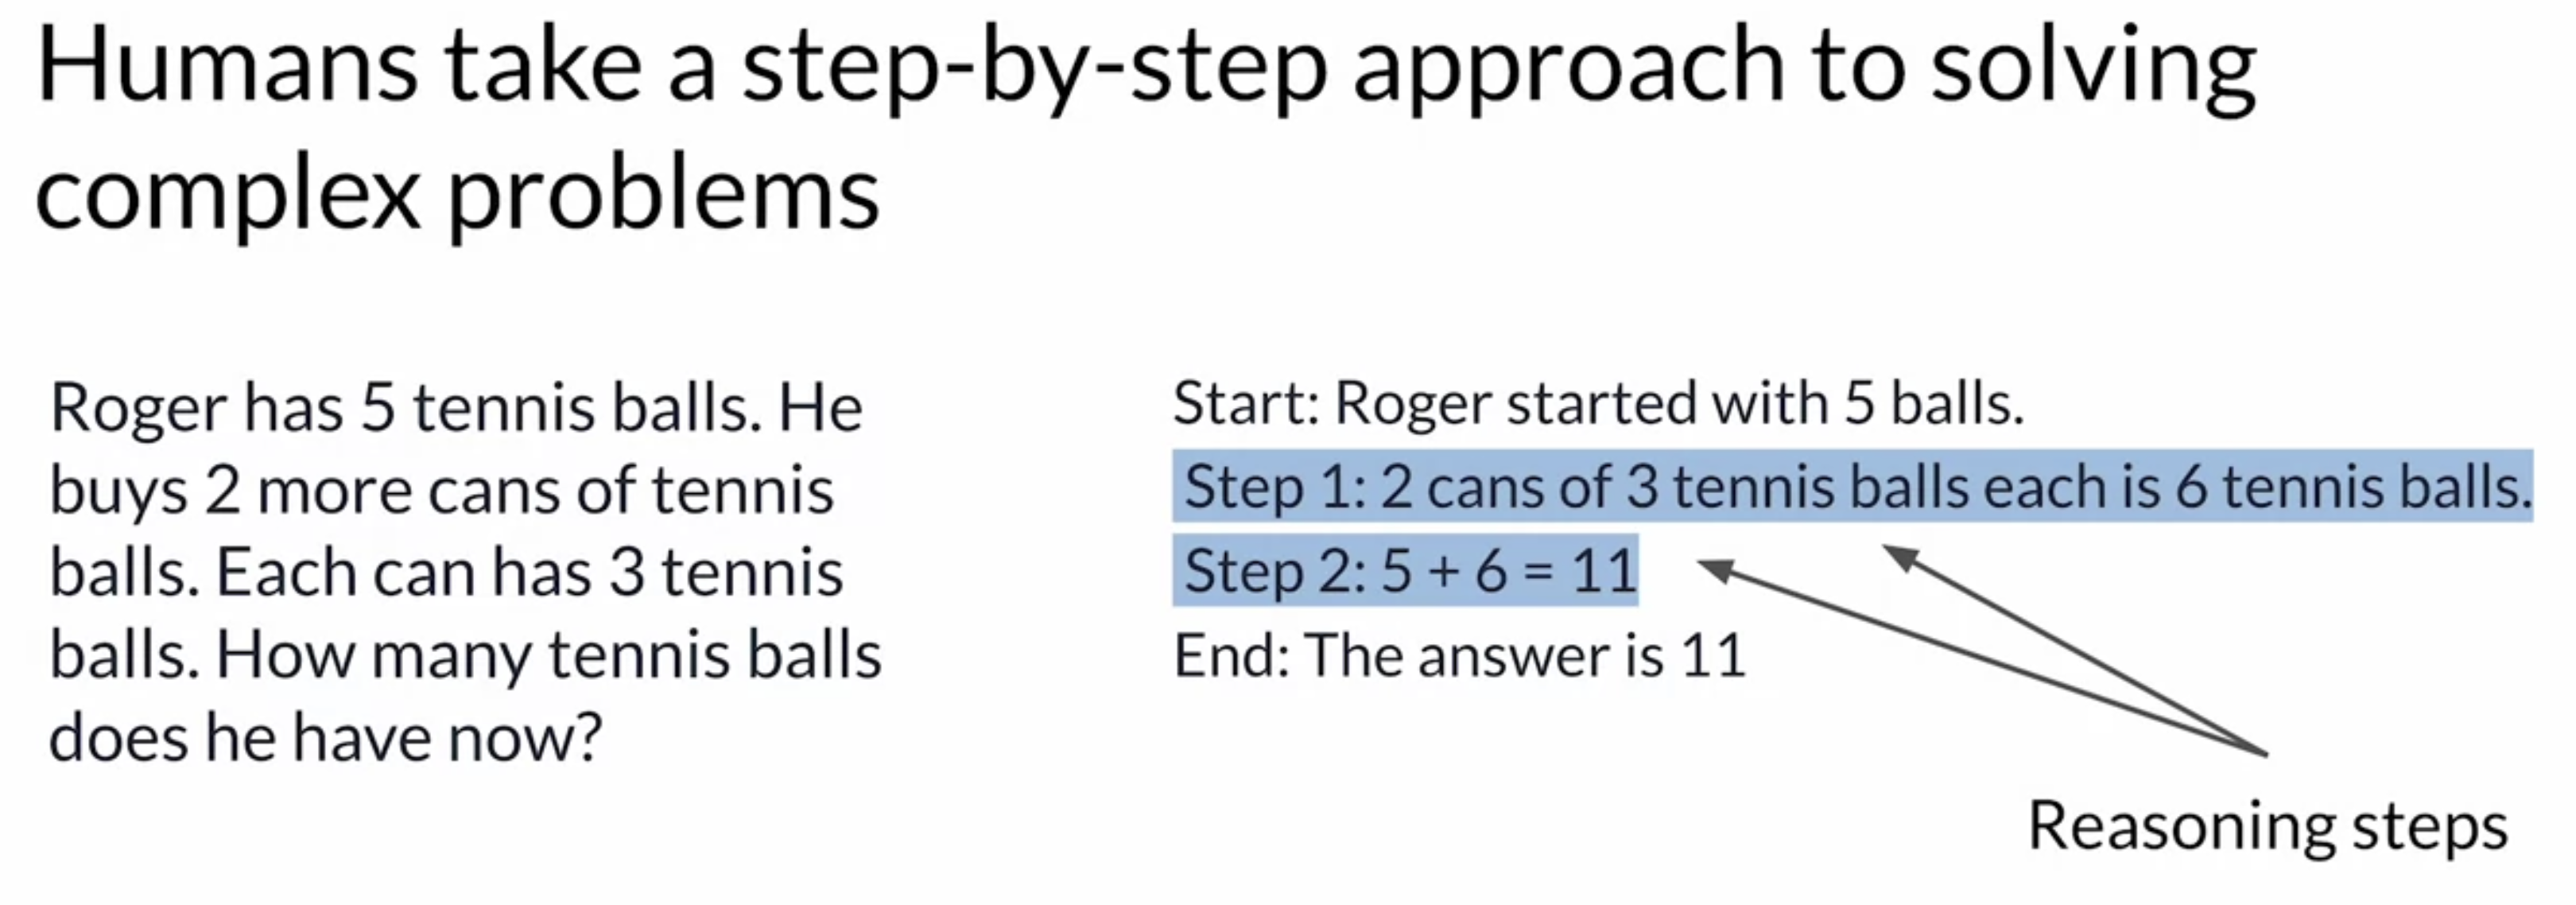 Humans take a step-by-step approach to solving
complex problems
Roger has 5 tennis balls. He
buys 2 more cans of tennis
balls. Each can has 3 tennis
balls. How many tennis balls
does he have now?
Start: Roger started with 5 balls.
Step 1: 2 cans of 3 tennis balls each is 6 tennis balls.
Step 2: 5 + 6 = 11
End: The answer is 11
Reasoning steps